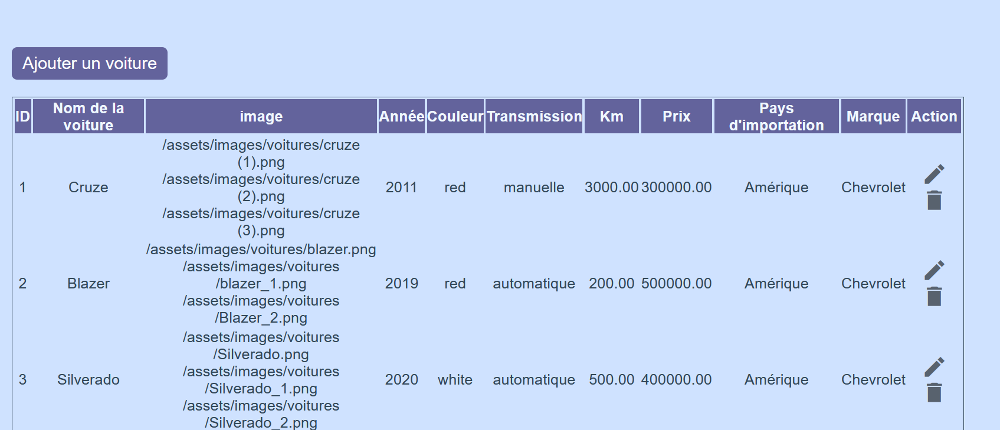 Ajouter un voiture
ID Nom de la voiture image Année Couleur Transmission Km Prix Pays d'importation Marque Action
/assets/images/voitures/cruze
(1).png
/assets/images/voitures/cruze
(2).png
1 Cruze 2011 red manuelle 3000.00 300000.00 Amérique Chevrolet
/assets/images/voitures/cruze
(3).png
/assets/images/voitures/blazer.png
/assets/images/voitures
2 Blazer /blazer_1.png 2019 red automatique 200.00 500000.00 Amérique Chevrolet
/assets/images/voitures
/Blazer_2.png
/assets/images/voitures
/Silverado.png
/assets/images/voitures
3 Silverado /Silverado_1.png 2020 white automatique 500.00 400000.00 Amérique Chevrolet
/assets/images/voitures
/Silverado_2.png